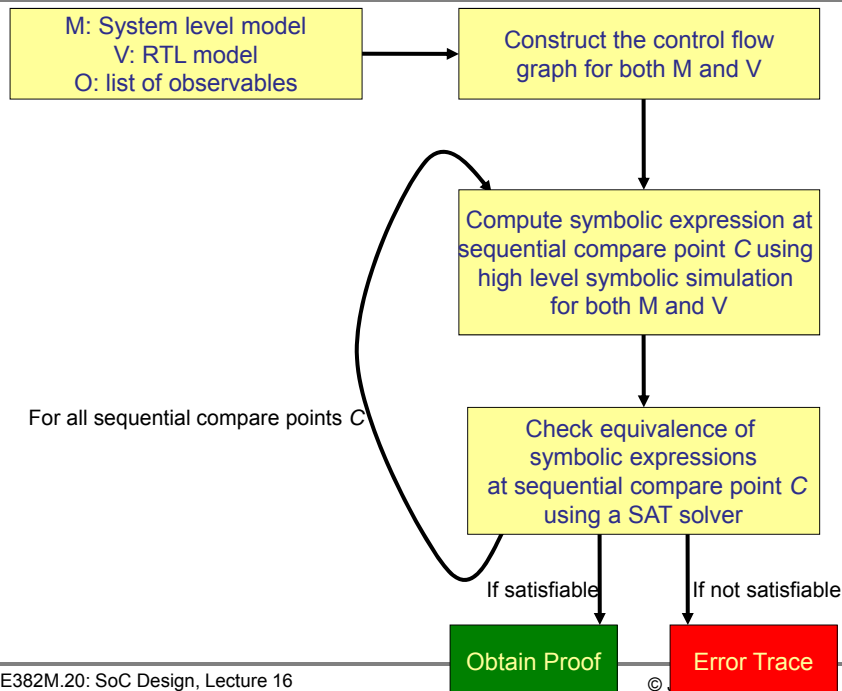 M: System level model
V: RTL model
O: list of observables
Construct the control flow
graph for both M and V
Compute symbolic expression at
sequential compare point C using
high level symbolic simulation
for both M and V
For all sequential compare points C
Check equivalence of
symbolic expressions
at sequential compare point C
using a SAT solver
If satisfiable
If not satisfiable
Obtain Proof
Error Trace
E382M.20: SoC Design, Lecture 16
©